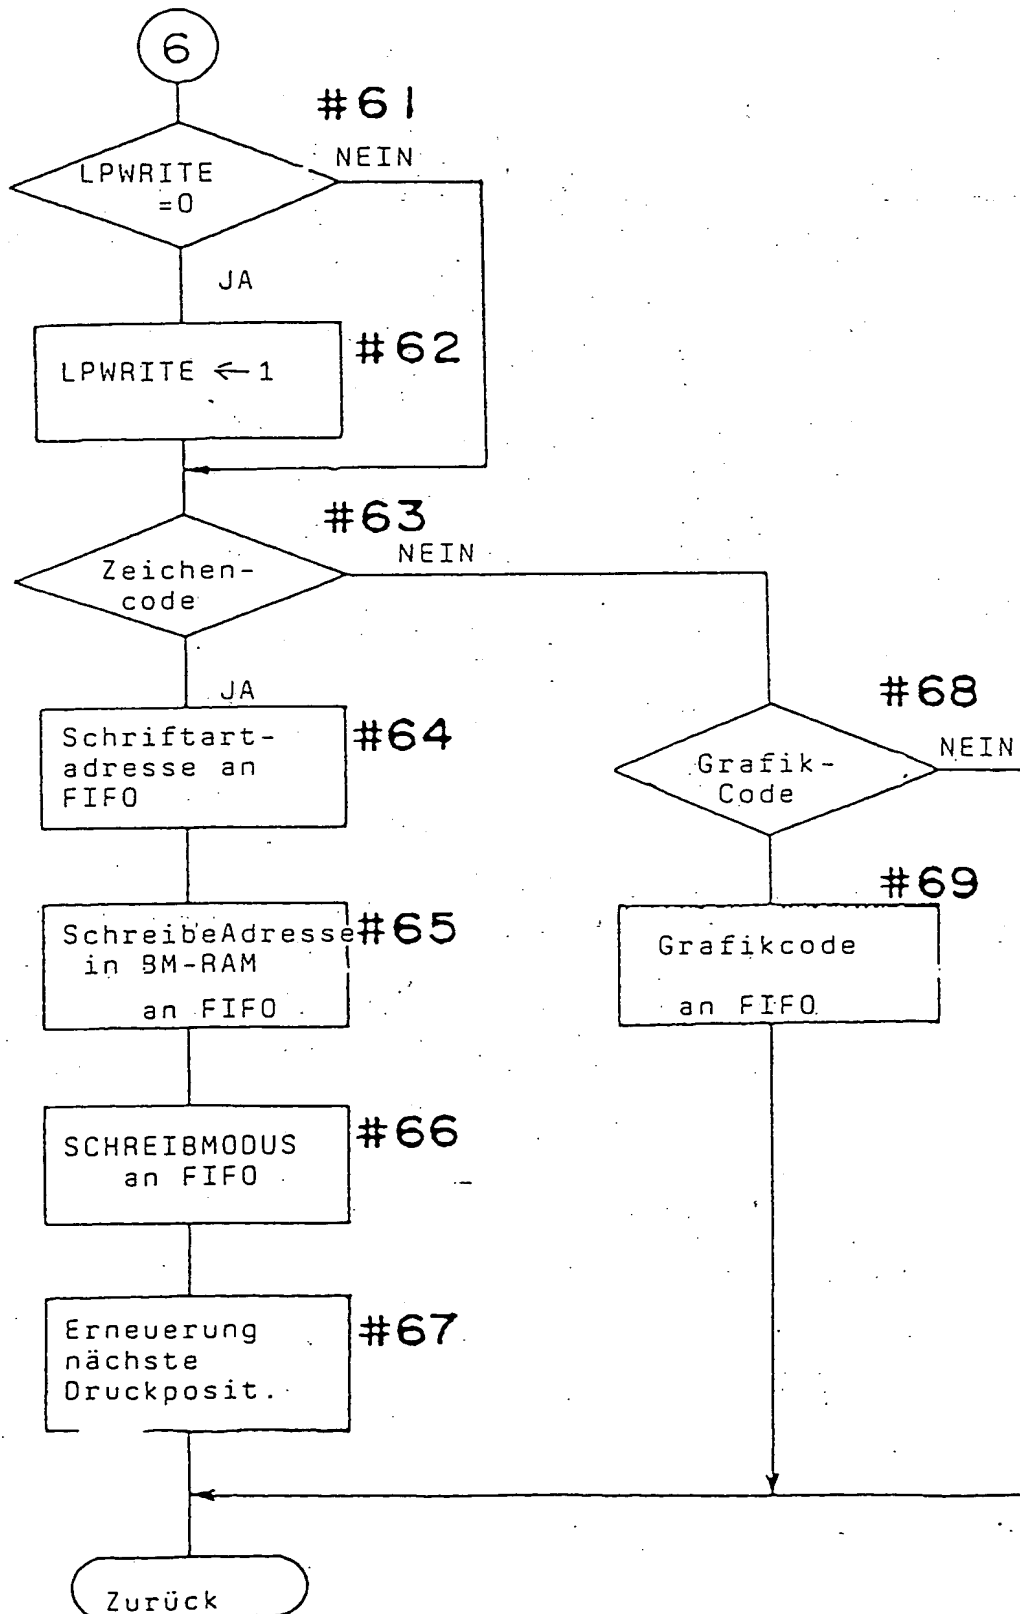 6
#61
LPWRITE
=0
NEIN
JA
LPWRITE ← 1
#62
#63
Zeichen-
code
NEIN
JA
Schriftart-
adresse an
FIFO
#64
#68
Grafik-
Code
NEIN
SchreibeAdresse
in BM-RAM
an FIFO
#65
#69
Grafikcode
an FIFO
SCHREIBMODUS
an FIFO
#66
Erneuerung
nächste
Druckposit.
#67
Zurück